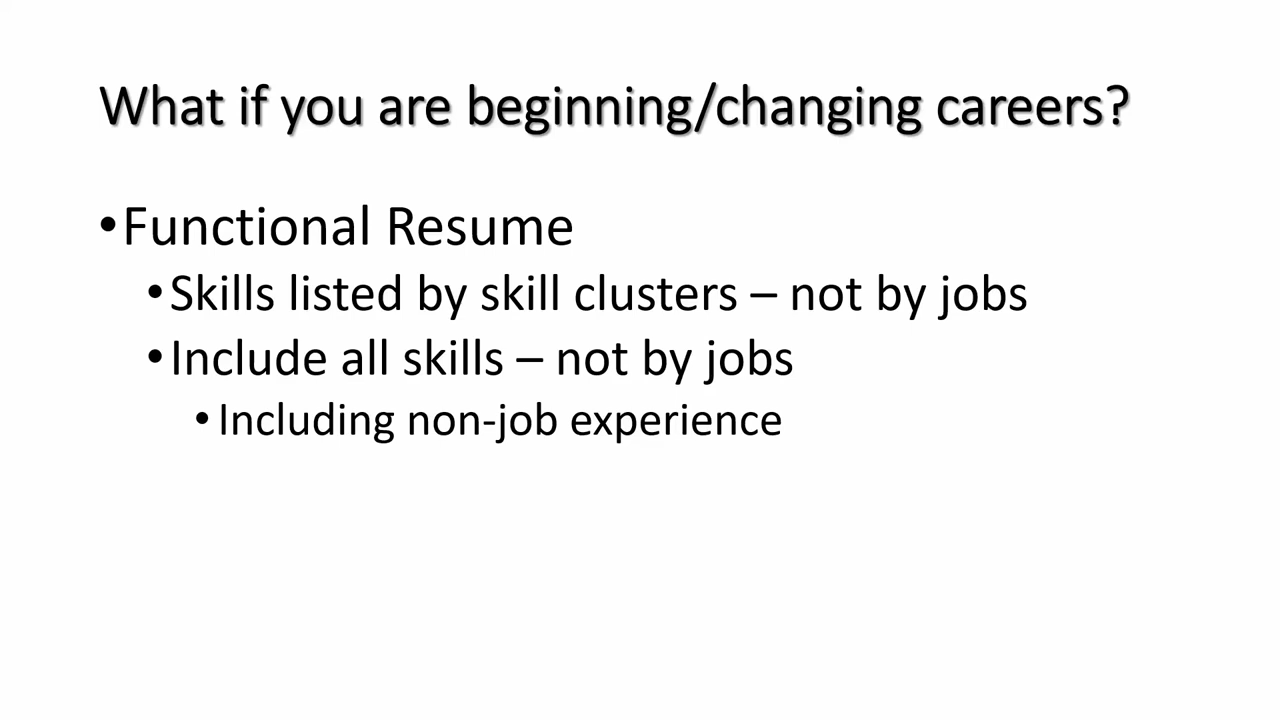 What if you are beginning/changing careers?
•Functional Resume
•Skills listed by skill clusters – not by jobs
•Include all skills – not by jobs
•Including non-job experience